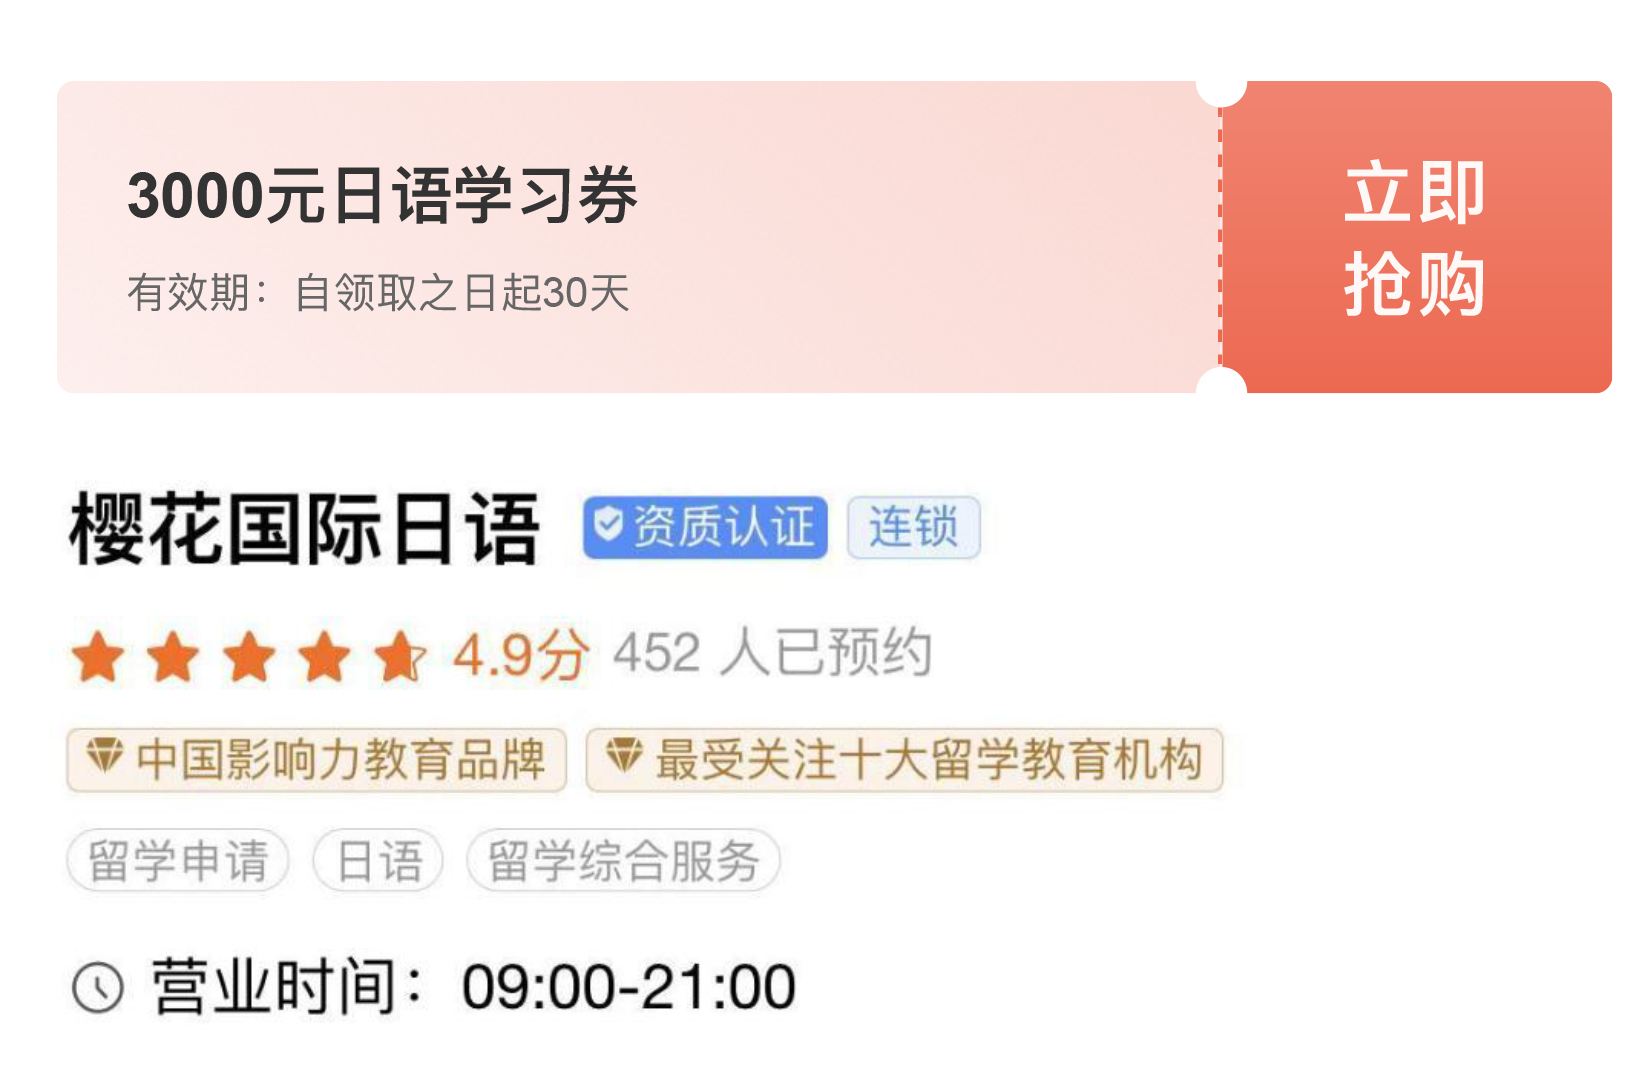 3000元日语学习券
有效期：自领取之日起30天
立即
抢购
樱花国际日语 资质认证 连锁
4.9分 452 人已预约
中国影响力教育品牌 最受关注十大留学教育机构
留学申请 日语 留学综合服务
营业时间：09:00-21:00